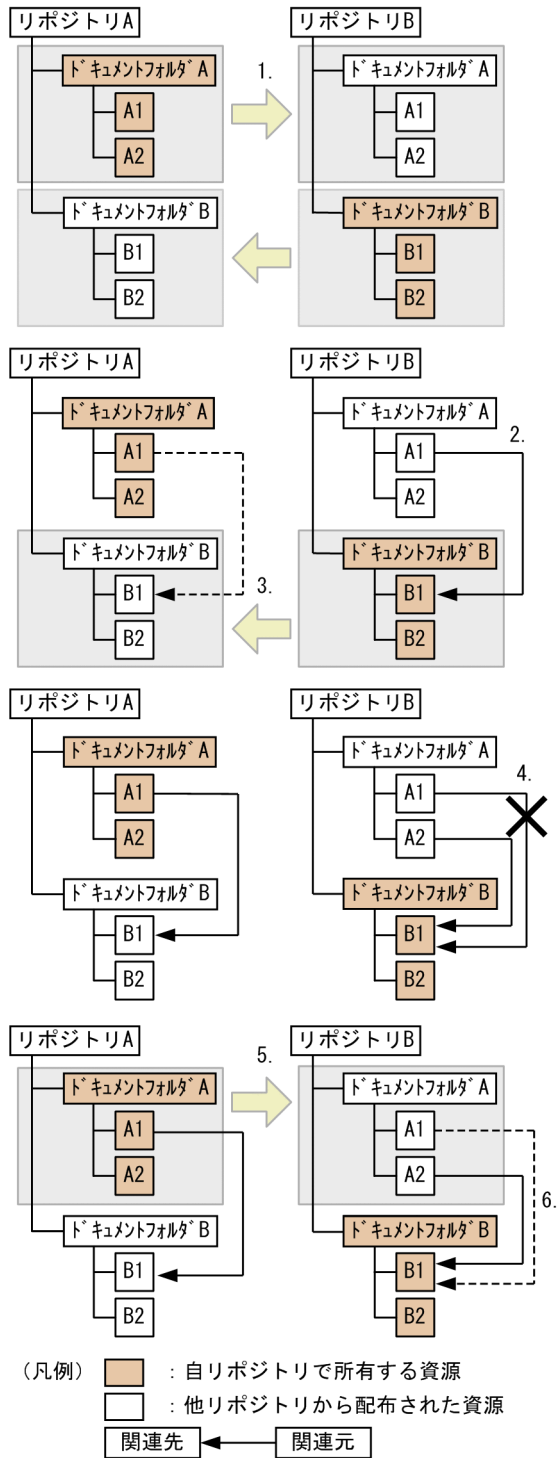 リポジトリA
リポジトリB
ドキュメントフォルダA
1.
ドキュメントフォルダA
A1
A1
A2
A2
ドキュメントフォルダB
ドキュメントフォルダB
B1
B1
B2
B2
リポジトリA
リポジトリB
ドキュメントフォルダA
ドキュメントフォルダA
2.
A1
A1
A2
A2
ドキュメントフォルダB
ドキュメントフォルダB
B1
3.
B1
B2
B2
リポジトリA
リポジトリB
ドキュメントフォルダA
ドキュメントフォルダA
4.
A1
A1
A2
A2
ドキュメントフォルダB
ドキュメントフォルダB
B1
B1
B2
B2
リポジトリA
5.
リポジトリB
ドキュメントフォルダA
ドキュメントフォルダA
A1
A1
A2
A2
6.
ドキュメントフォルダB
ドキュメントフォルダB
B1
B1
B2
B2
(凡例) :自リポジトリで所有する資源
:他リポジトリから配布された資源
関連先 関連元